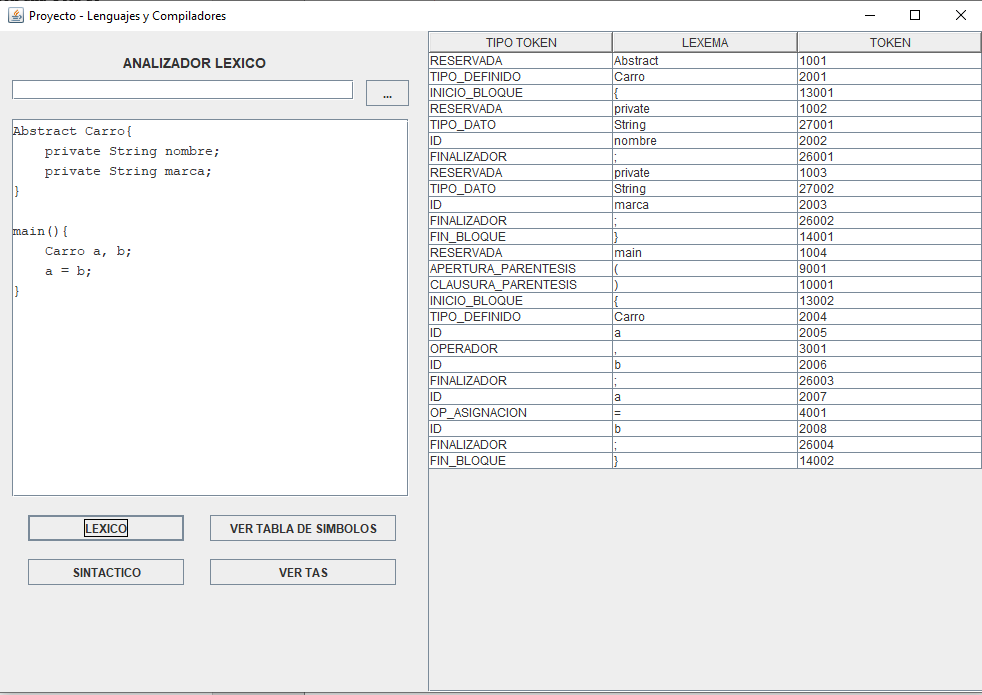 Proyecto - Lenguajes y Compiladores
ANALIZADOR LEXICO
...
Abstract Carro{
    private String nombre;
    private String marca;
}
main(){
    Carro a, b;
    a = b;
}
LEXICO VER TABLA DE SIMBOLOS
SINTACTICO VER TAS
TIPO TOKEN LEXEMA TOKEN
RESERVADA Abstract 1001
TIPO_DEFINIDO Carro 2001
INICIO_BLOQUE { 13001
RESERVADA private 1002
TIPO_DATO String 27001
ID nombre 2002
FINALIZADOR ; 26001
RESERVADA private 1003
TIPO_DATO String 27002
ID marca 2003
FINALIZADOR ; 26002
FIN_BLOQUE } 14001
RESERVADA main 1004
APERTURA_PARENTESIS ( 9001
CLAUSURA_PARENTESIS ) 10001
INICIO_BLOQUE { 13002
TIPO_DEFINIDO Carro 2004
ID a 2005
OPERADOR , 3001
ID b 2006
FINALIZADOR ; 26003
ID a 2007
OP_ASIGNACION = 4001
ID b 2008
FINALIZADOR ; 26004
FIN_BLOQUE } 14002